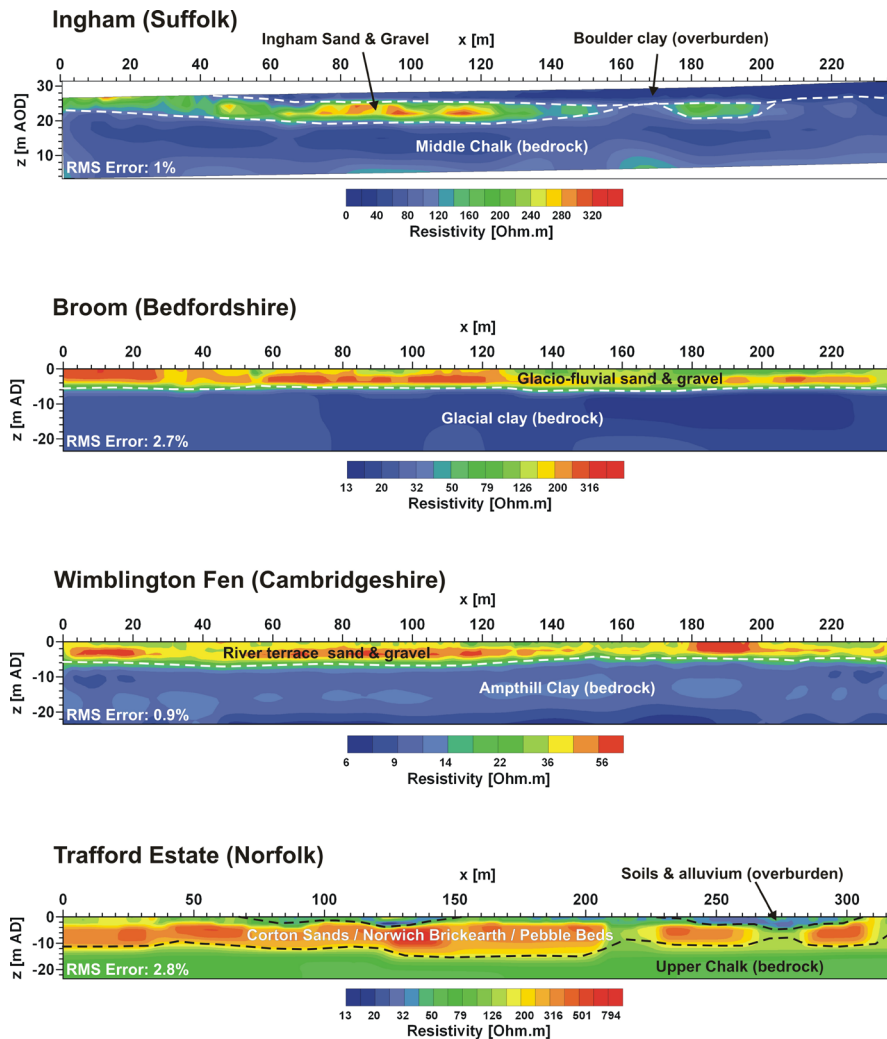 Ingham (Suffolk)
Ingham Sand & Gravel
x [m]
Boulder clay (overburden)
0 20 40 60 80 100 120 140 160 180 200 220
z [m AOD]
30
20
10
Middle Chalk (bedrock)
RMS Error: 1%
0 40 80 120 160 200 240 280 320
Resistivity [Ohm.m]
Broom (Bedfordshire)
x [m]
0 20 40 60 80 100 120 140 160 180 200 220
z [m AD]
0
-10
-20
Glacio-fluvial sand & gravel
Glacial clay (bedrock)
RMS Error: 2.7%
13 20 32 50 79 126 200 316
Resistivity [Ohm.m]
Wimblington Fen (Cambridgeshire)
x [m]
0 20 40 60 80 100 120 140 160 180 200 220
z [m AD]
0
-10
-20
River terrace sand & gravel
Ampthill Clay (bedrock)
RMS Error: 0.9%
6 9 14 22 36 56
Resistivity [Ohm.m]
Trafford Estate (Norfolk)
x [m]
Soils & alluvium (overburden)
0 50 100 150 200 250 300
z [m AD]
0
-10
-20
Corton Sands / Norwich Brickearth / Pebble Beds
Upper Chalk (bedrock)
RMS Error: 2.8%
13 20 32 50 79 126 200 316 501 794
Resistivity [Ohm.m]